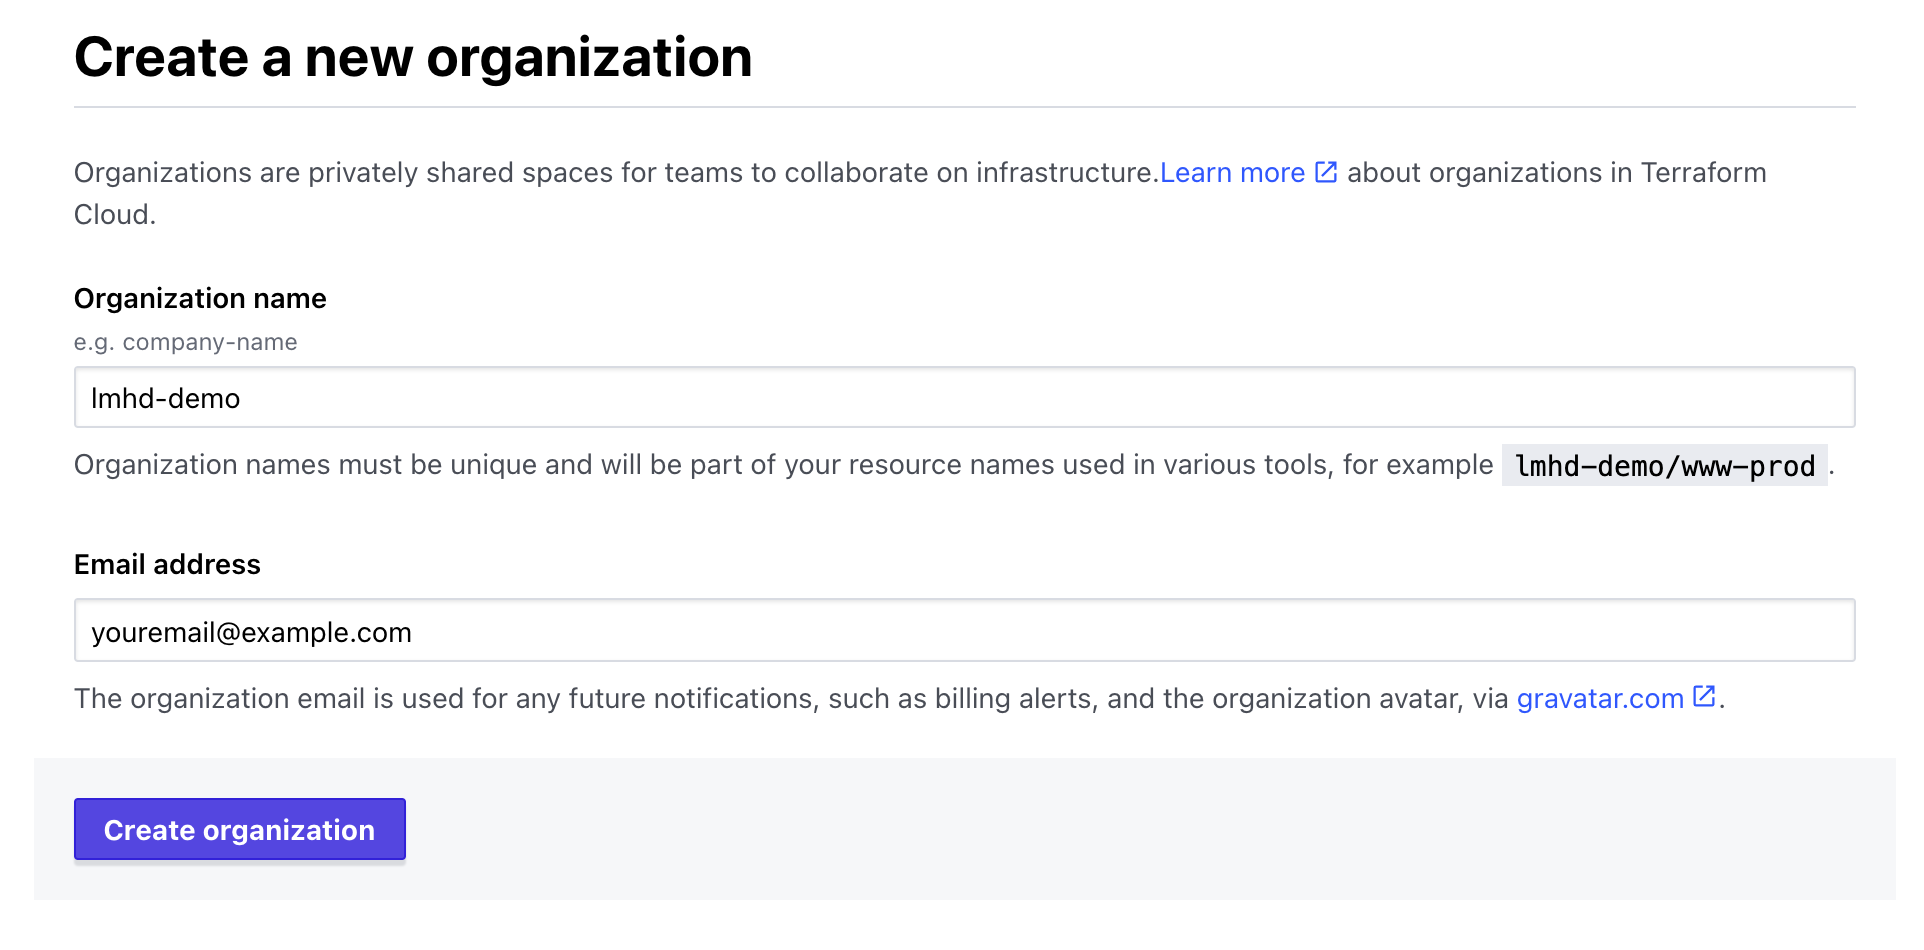 Create a new organization
Organizations are privately shared spaces for teams to collaborate on infrastructure.Learn more about organizations in Terraform
Cloud.
Organization name
e.g. company-name
lmhd-demo
Organization names must be unique and will be part of your resource names used in various tools, for example lmhd-demo/www-prod.
Email address
youremail@example.com
The organization email is used for any future notifications, such as billing alerts, and the organization avatar, via gravatar.com.
Create organization